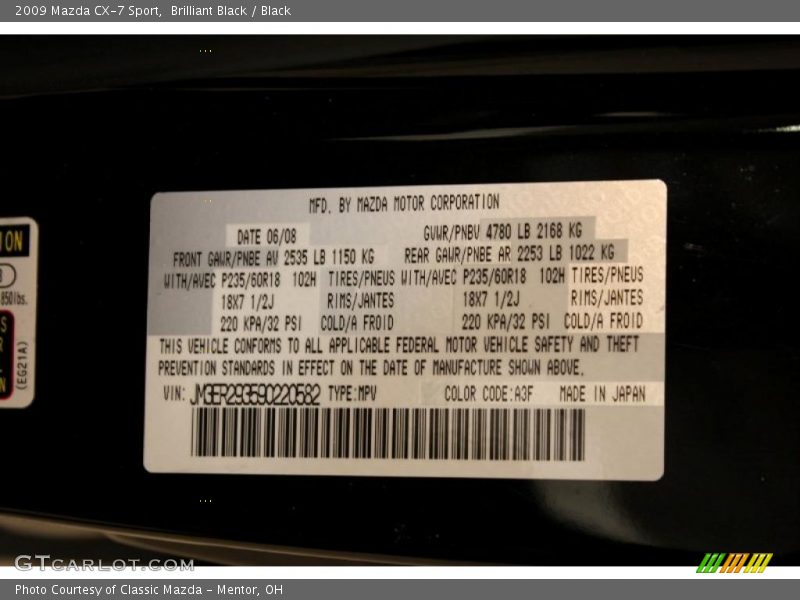 2009 Mazda CX-7 Sport, Brilliant Black / Black
MFD. BY MAZDA MOTOR CORPORATION
DATE 06/08 GVWR/PNBV 4780 LB 2168 KG
FRONT GAWR/PNBE AV 2535 LB 1150 KG REAR GAWR/PNBE AR 2253 LB 1022 KG
WITH/AVEC P235/60R18 102H TIRES/PNEUS WITH/AVEC P235/60R18 102H TIRES/PNEUS
18X7 1/2J RIMS/JANTES 18X7 1/2J RIMS/JANTES
220 KPA/32 PSI COLD/A FROID 220 KPA/32 PSI COLD/A FROID
THIS VEHICLE CONFORMS TO ALL APPLICABLE FEDERAL MOTOR VEHICLE SAFETY AND THEFT
PREVENTION STANDARDS IN EFFECT ON THE DATE OF MANUFACTURE SHOWN ABOVE.
VIN: JM3ER293590220582 TYPE:MPV COLOR CODE:A3F MADE IN JAPAN
850lbs.
(EG21A)
GTCARLOT.COM
Photo Courtesy of Classic Mazda - Mentor, OH